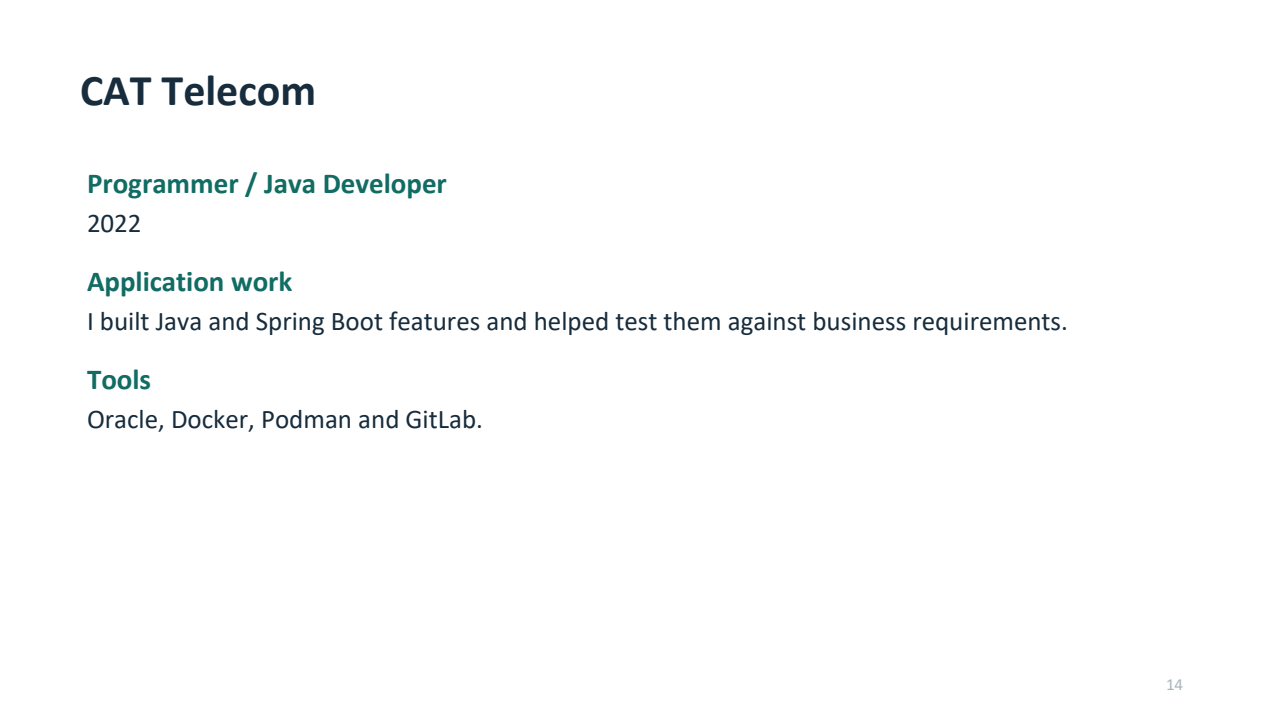 CAT Telecom
Programmer / Java Developer
2022
Application work
I built Java and Spring Boot features and helped test them against business requirements.
Tools
Oracle, Docker, Podman and GitLab.
14